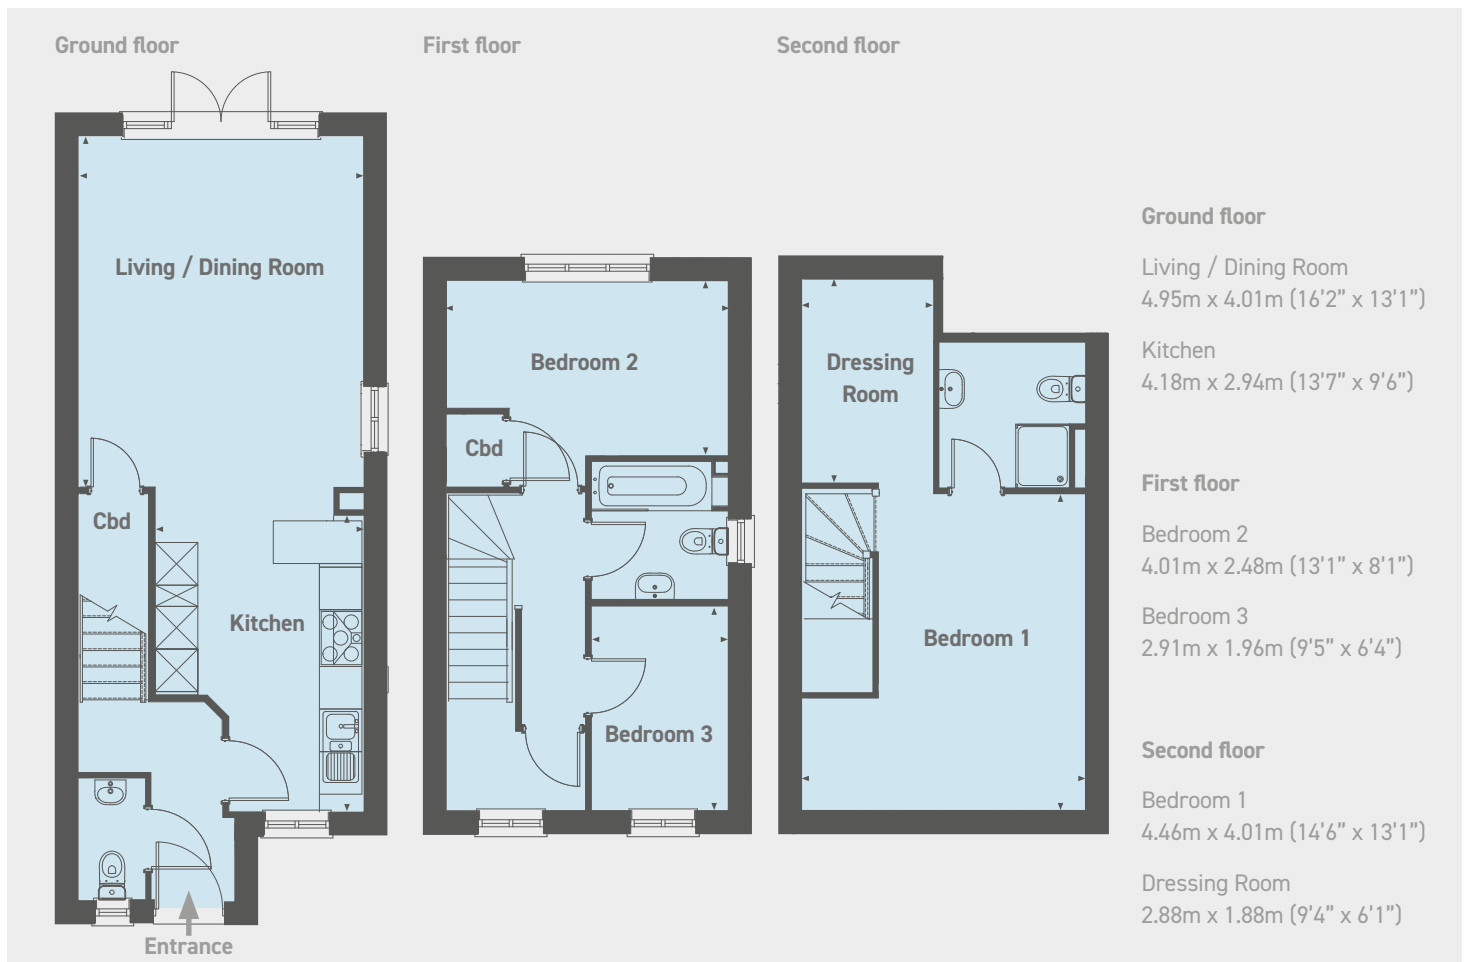 Ground floor
First floor
Second floor
Living / Dining Room
Cbd
Kitchen
Entrance
Bedroom 2
Cbd
Bedroom 3
Dressing
Room
Bedroom 1
Ground floor
Living / Dining Room
4.95m x 4.01m (16’2” x 13’1”)
Kitchen
4.18m x 2.94m (13’7” x 9’6”)
First floor
Bedroom 2
4.01m x 2.48m (13’1” x 8’1”)
Bedroom 3
2.91m x 1.96m (9’5” x 6’4”)
Second floor
Bedroom 1
4.46m x 4.01m (14’6” x 13’1”)
Dressing Room
2.88m x 1.88m (9’4” x 6’1”)